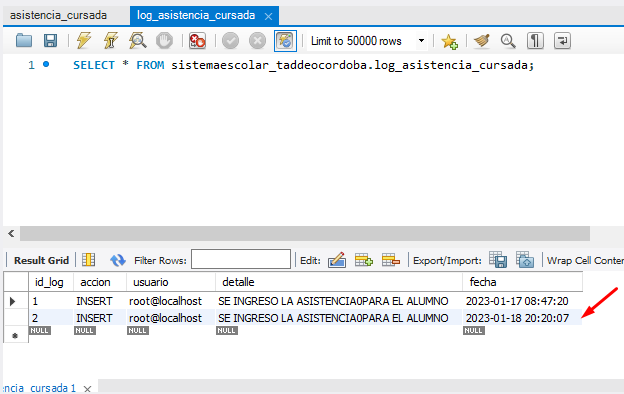 asistencia_cursada log_asistencia_cursada
Limit to 50000 rows
1 SELECT * FROM sistemaescolar_taddeocordoba.log_asistencia_cursada;
Result Grid Filter Rows: Edit: Export/Import: Wrap Cell Conter
id_log accion usuario detalle fecha
1 INSERT root@localhost SE INGRESO LA ASISTENCIA0PARA EL ALUMNO 2023-01-17 08:47:20
2 INSERT root@localhost SE INGRESO LA ASISTENCIA0PARA EL ALUMNO 2023-01-18 20:20:07
NULL NULL NULL NULL NULL
encia_cursada 1